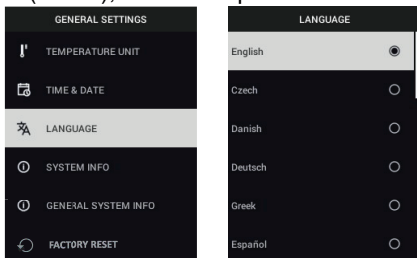 GENERAL SETTINGS
TEMPERATURE UNIT
TIME & DATE
LANGUAGE
SYSTEM INFO
GENERAL SYSTEM INFO
FACTORY RESET
LANGUAGE
English
Czech
Danish
Deutsch
Greek
Español